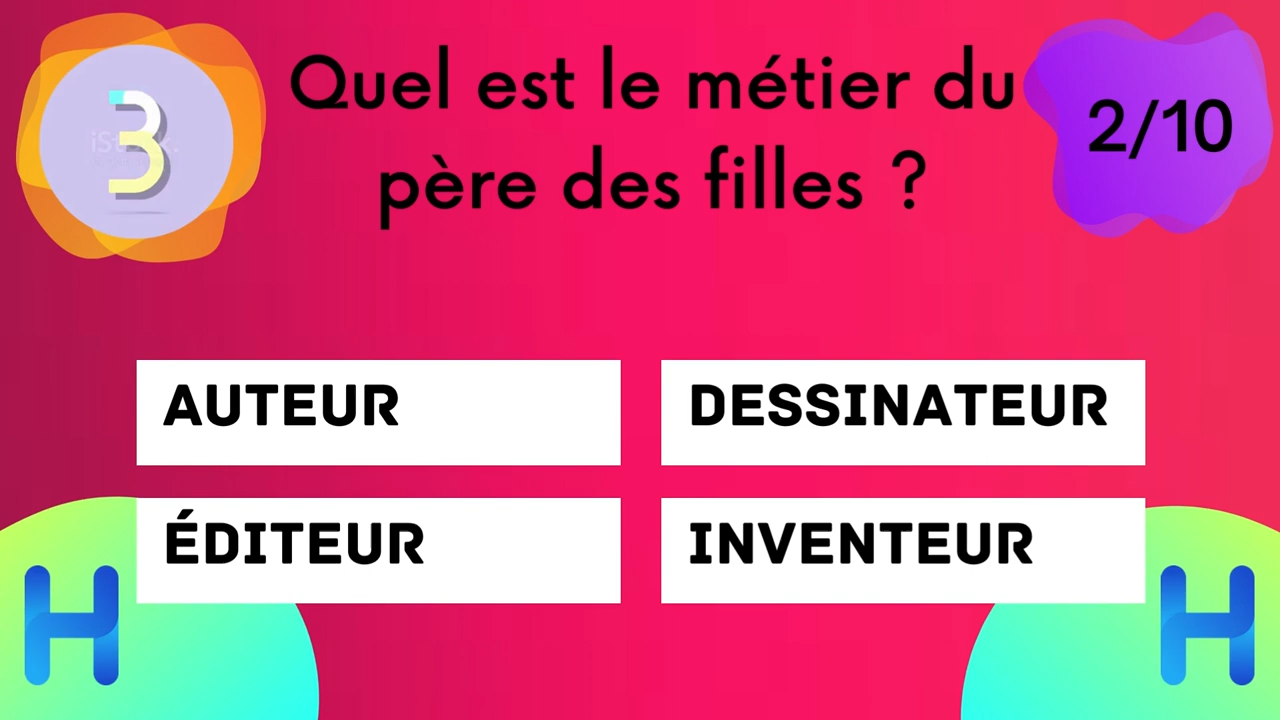 3
Quel est le métier du
père des filles ?
2/10
AUTEUR
DESSINATEUR
ÉDITEUR
INVENTEUR
H
H